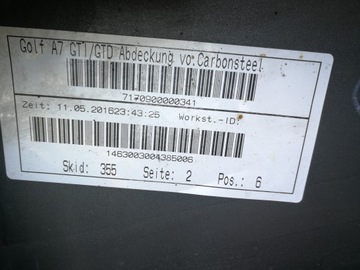 Golf A7 GTI/GTD Abdeckung vo.Carbonsteel
7170900000341
Zeit: 11.05.201623:43:25 Workst.-ID:
1463003004385006
Skid: 355 Seite: 2 Pos.: 6